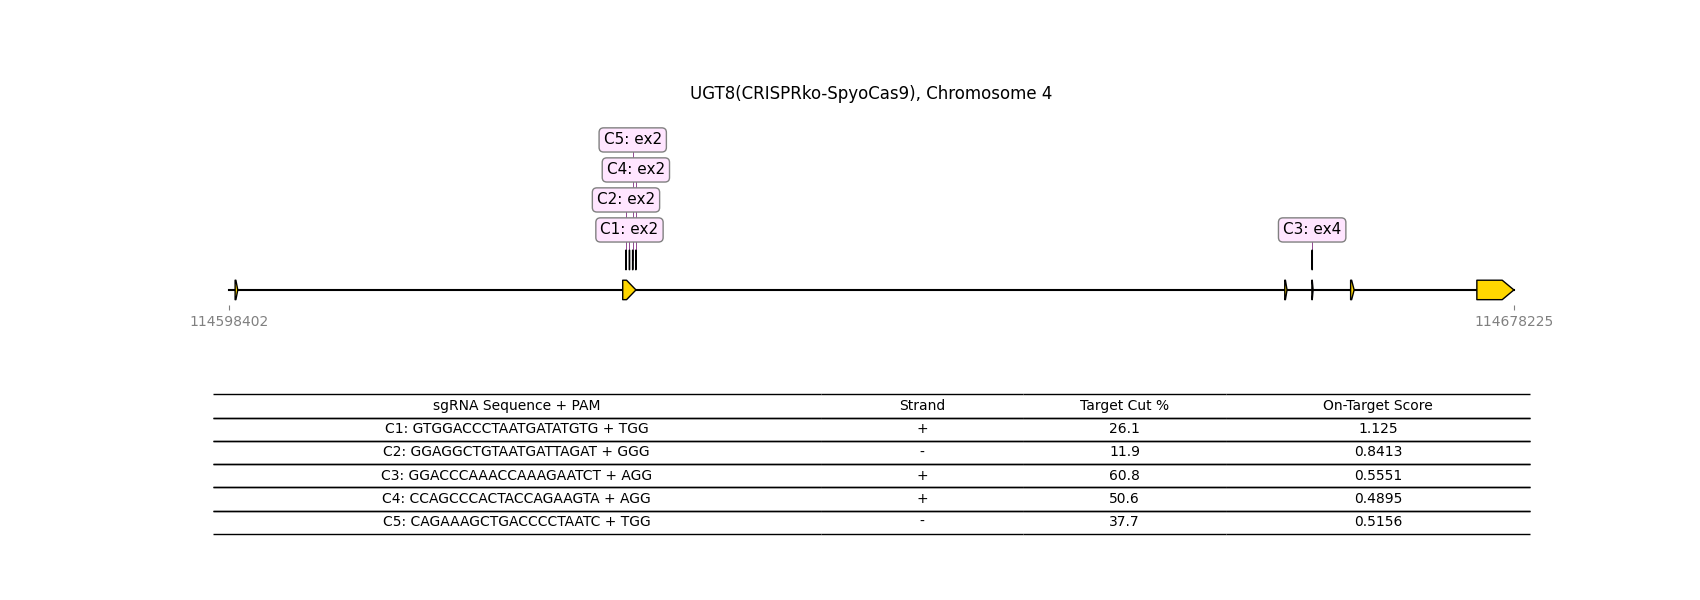 UGT8(CRISPRko-SpyoCas9), Chromosome 4
C5: ex2
C4: ex2
C2: ex2
C1: ex2
C3: ex4
114598402
114678225
sgRNA Sequence + PAM Strand Target Cut % On-Target Score
C1: GTGGACCCTAATGATATGTG + TGG + 26.1 1.125
C2: GGAGGCTGTAATGATTAGAT + GGG - 11.9 0.8413
C3: GGACCCAAACCAAAGAATCT + AGG + 60.8 0.5551
C4: CCAGCCCACTACCAGAAGTA + AGG + 50.6 0.4895
C5: CAGAAAGCTGACCCCTAATC + TGG - 37.7 0.5156